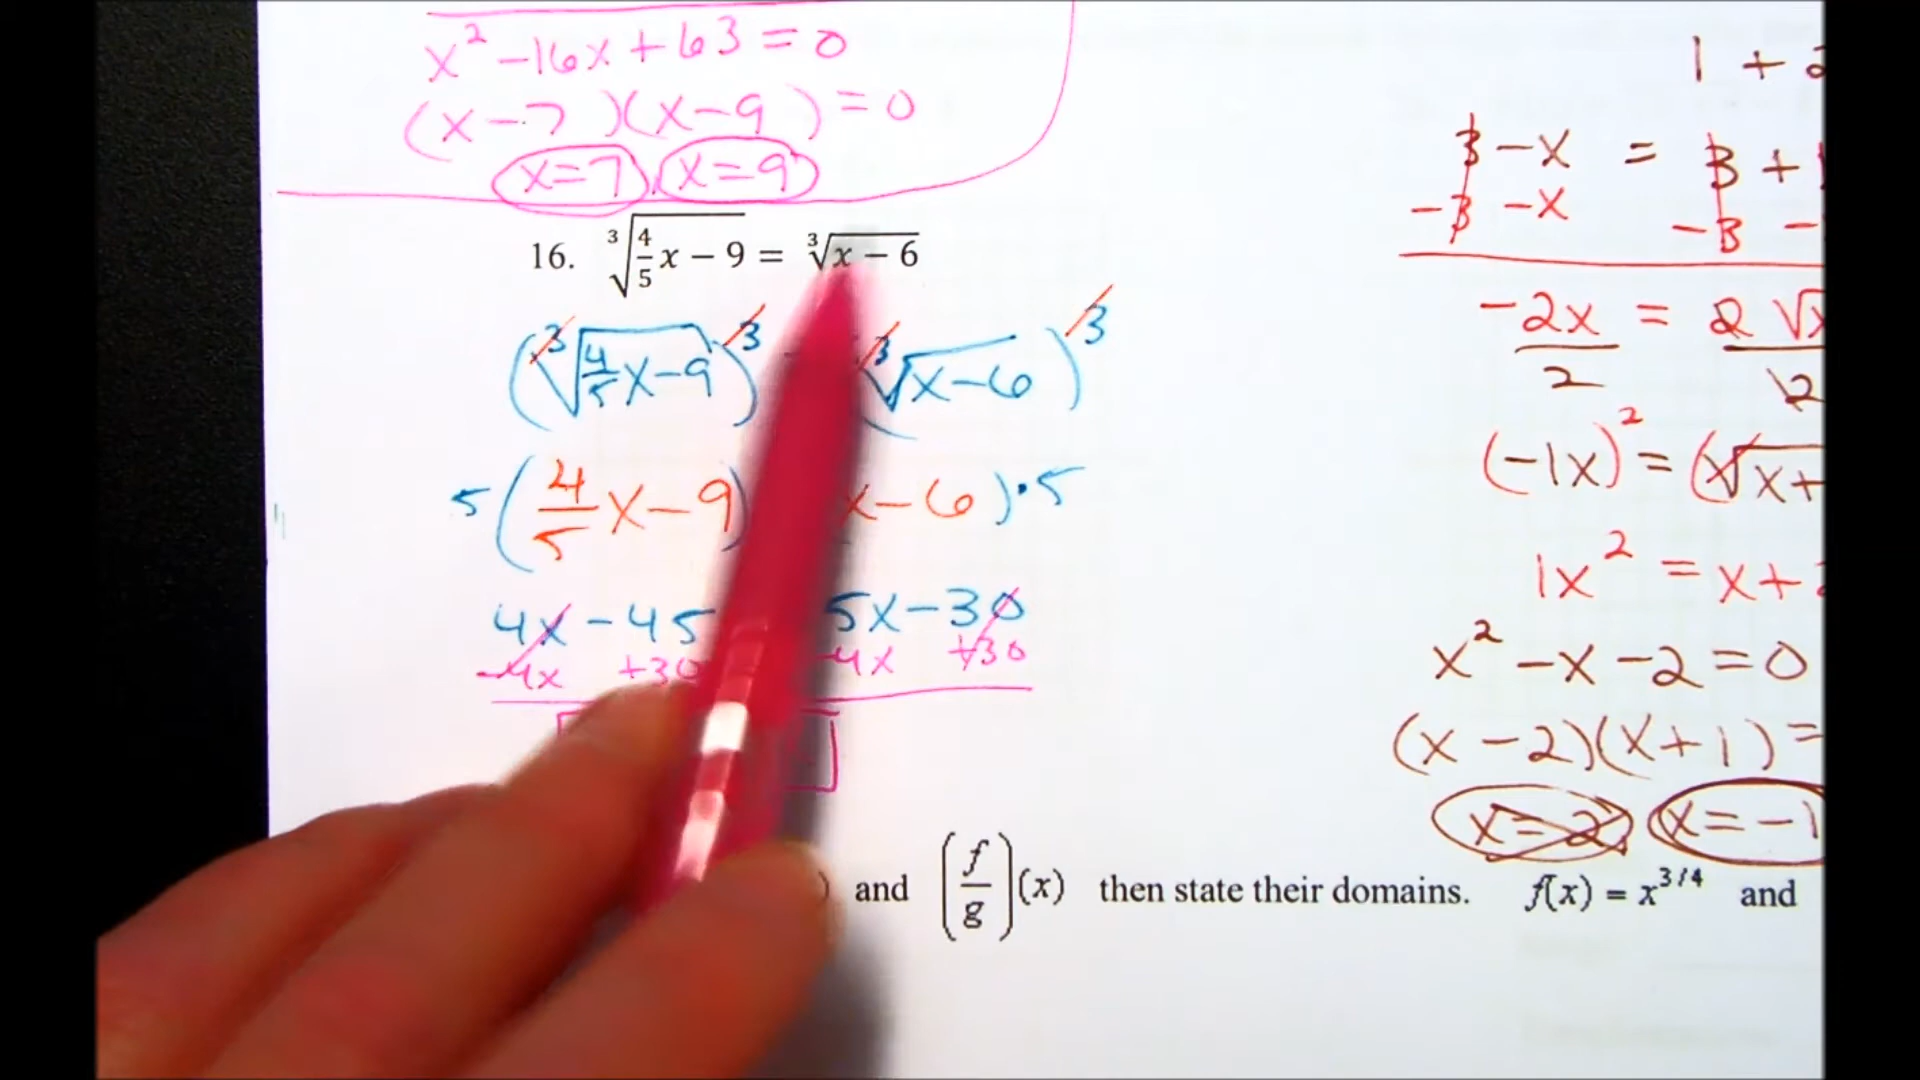 x² - 16x + 63 = 0
(x - 7)(x - 9) = 0
x = 7, x = 9
16. ∛(4/5 x − 9) = ∛(x − 6)
(∛(4/5 x - 9))³ (∛(x - 6))³
5(4/5 x - 9) x - 6) · 5
4x - 45 5x - 30
-4x +30 -4x +30
) and (f/g)(x) then state their domains. f(x) = x^(3/4) and
1 + 2
3 - x = 3 +
-3 - x -3 -
-2x = 2√x
2 2
(-1x)² = (√x+
1x² = x + 2
x² - x - 2 = 0
(x - 2)(x + 1) =
x = 2 x = -1